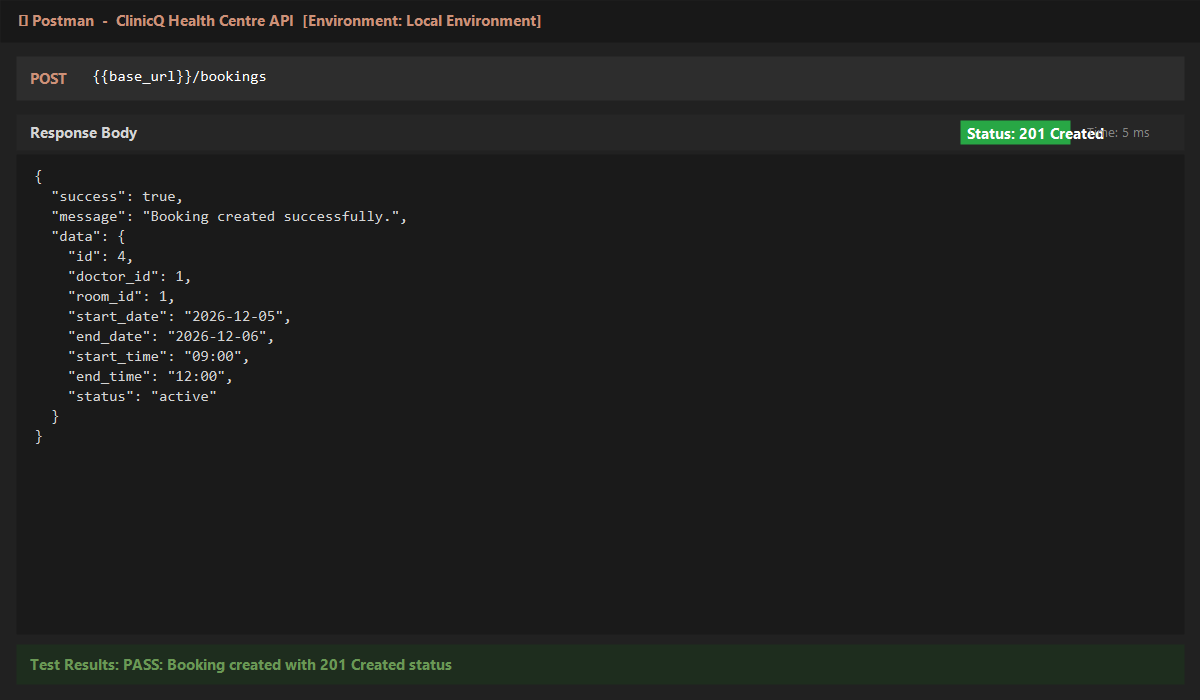 Postman - ClinicQ Health Centre API [Environment: Local Environment]
POST {{base_url}}/bookings
Response Body
Status: 201 Created
5 ms
{
  "success": true,
  "message": "Booking created successfully.",
  "data": {
    "id": 4,
    "doctor_id": 1,
    "room_id": 1,
    "start_date": "2026-12-05",
    "end_date": "2026-12-06",
    "start_time": "09:00",
    "end_time": "12:00",
    "status": "active"
  }
}
Test Results: PASS: Booking created with 201 Created status